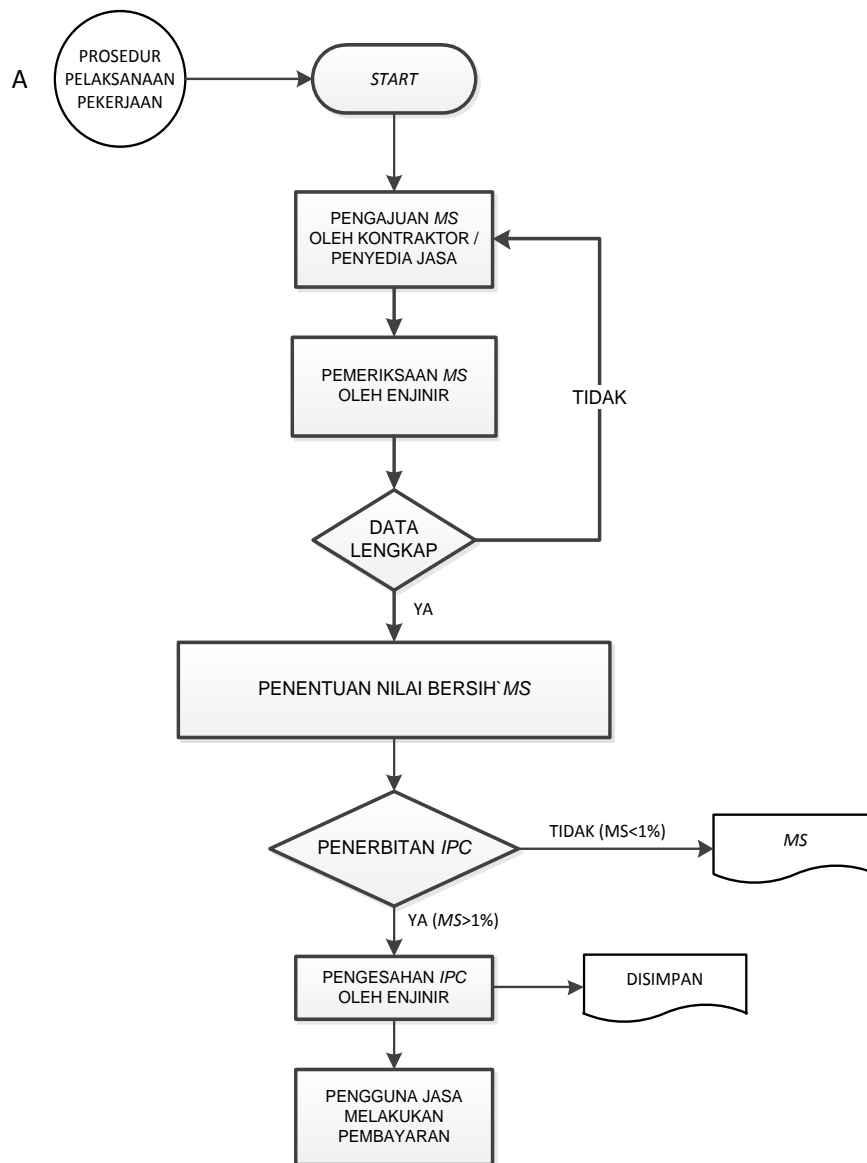 A
PROSEDUR
PELAKSANAAN
PEKERJAAN
START
PENGAJUAN MS
OLEH KONTRAKTOR /
PENYEDIA JASA
PEMERIKSAAN MS
OLEH ENJINIR
TIDAK
DATA
LENGKAP
YA
PENENTUAN NILAI BERSIH`MS
PENERBITAN IPC
TIDAK (MS<1%)
MS
YA (MS>1%)
PENGESAHAN IPC
OLEH ENJINIR
DISIMPAN
PENGGUNA JASA
MELAKUKAN
PEMBAYARAN